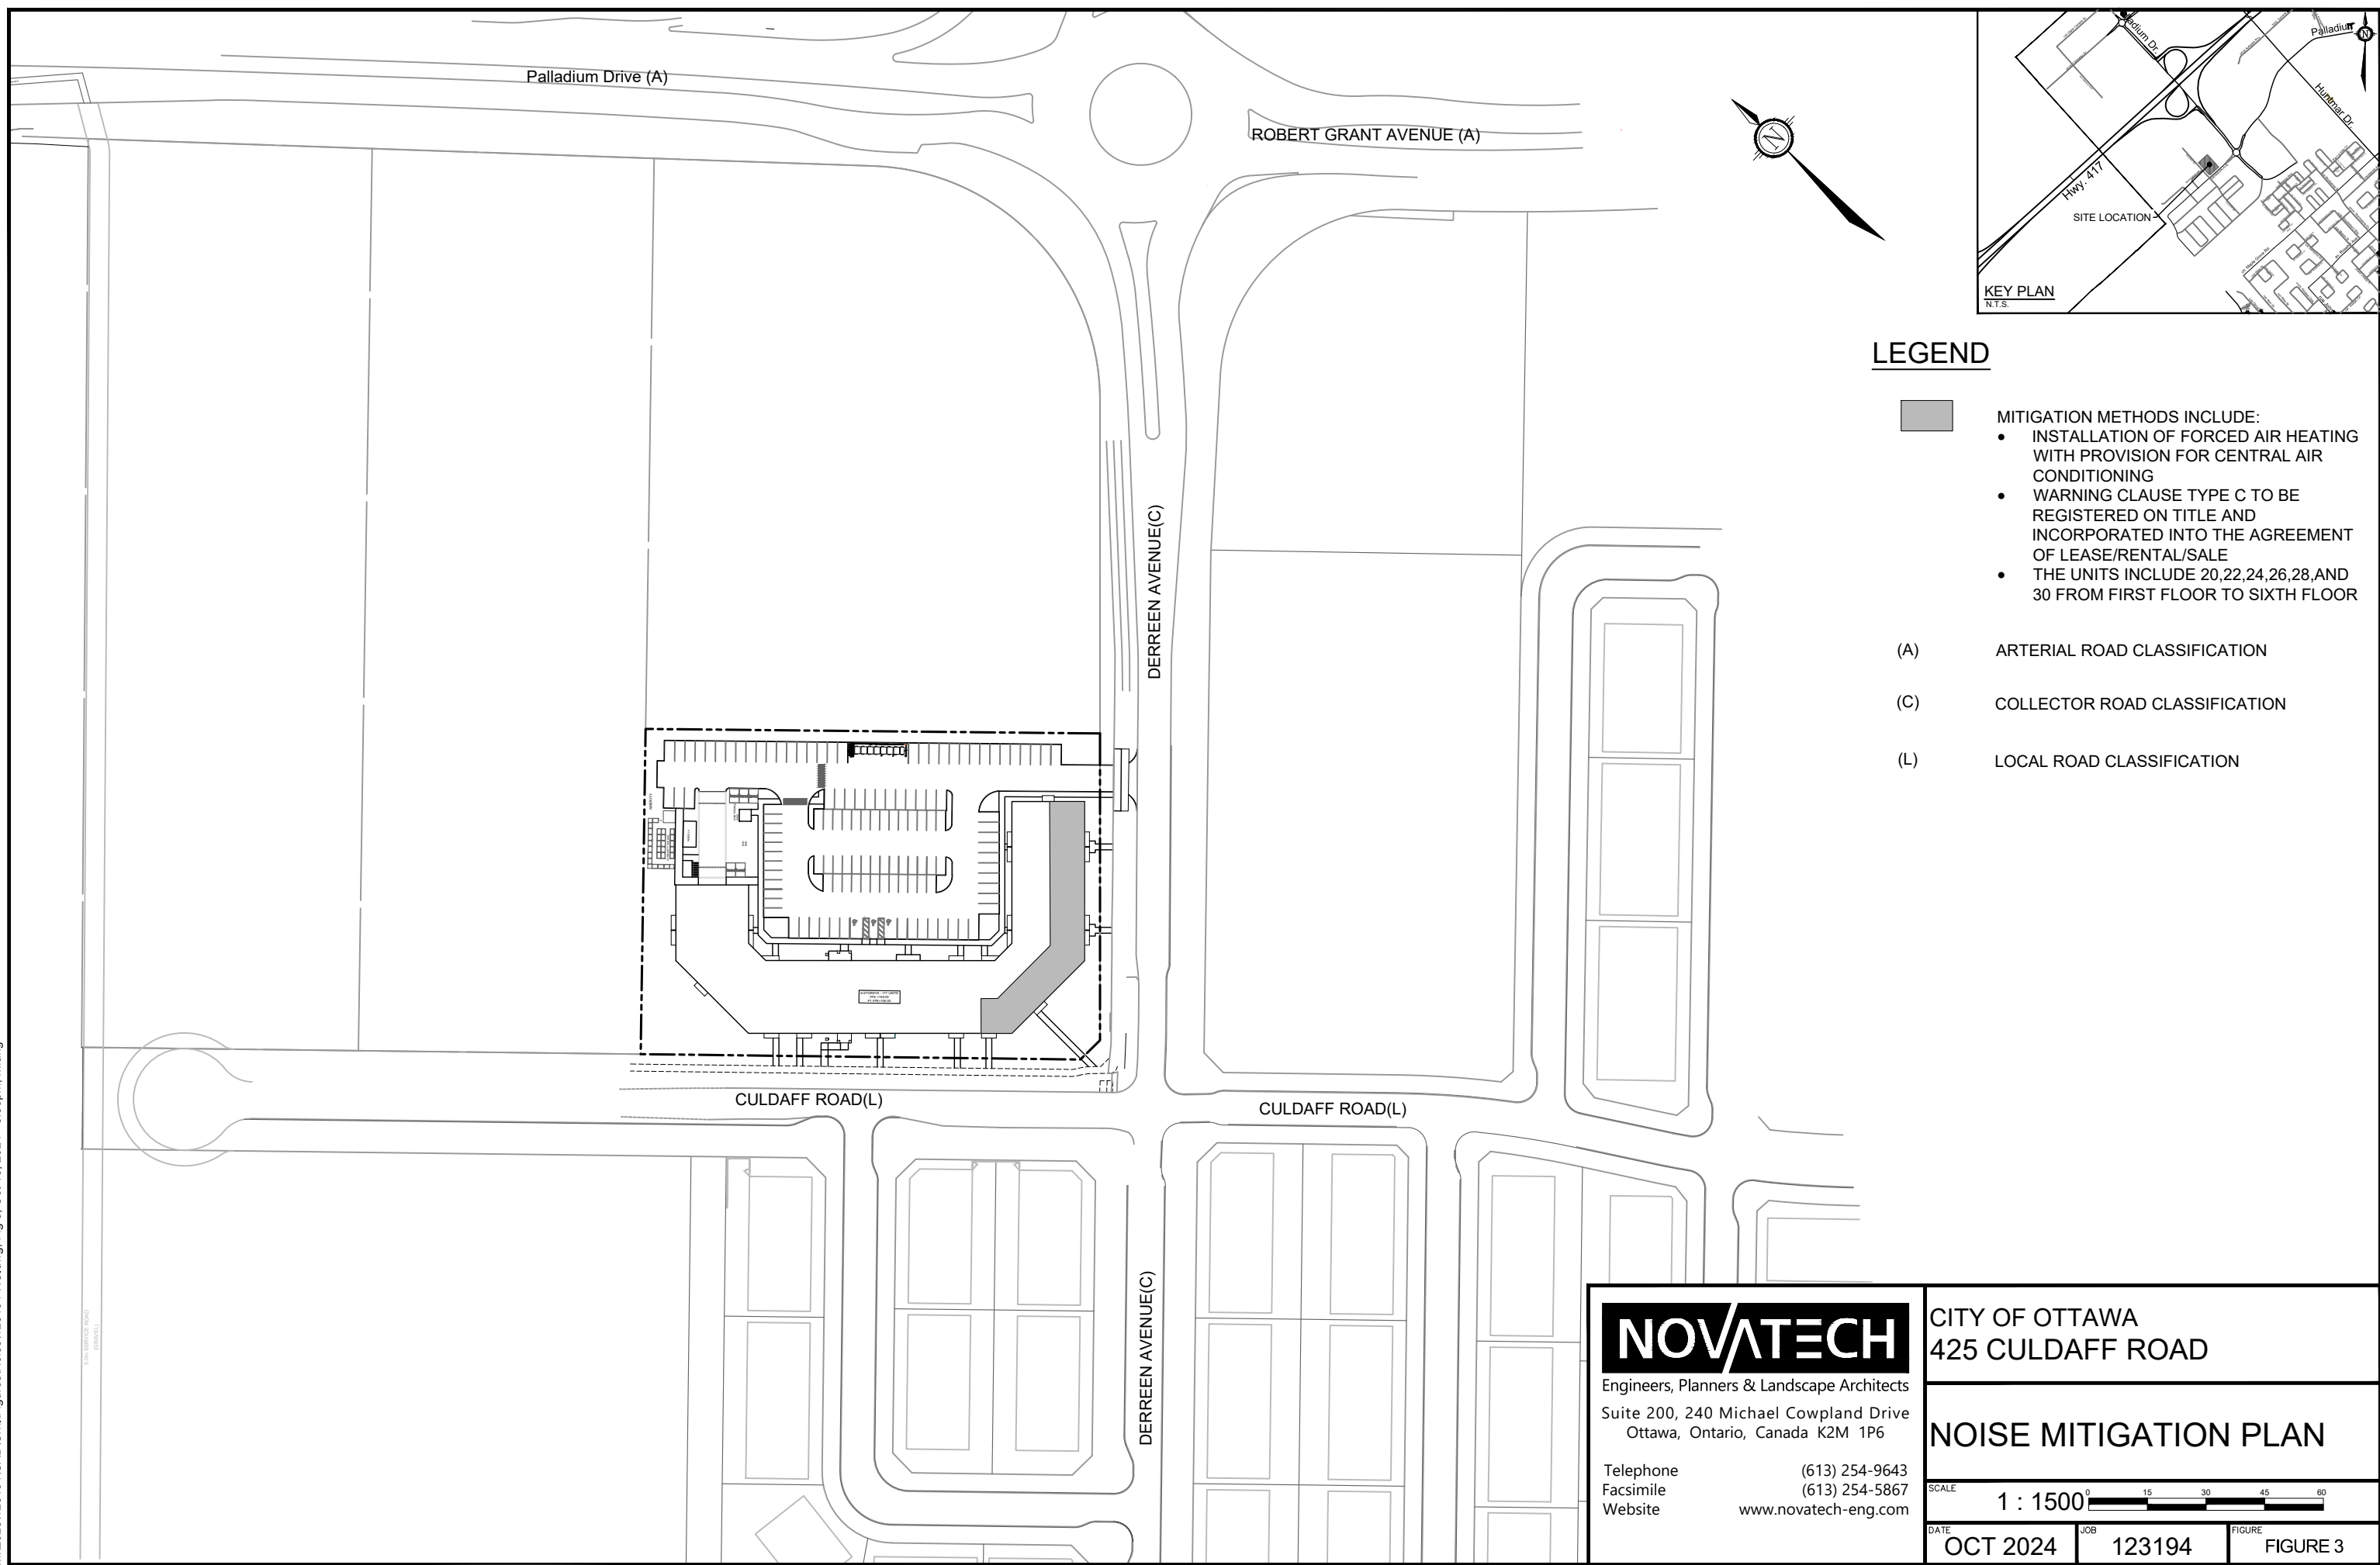 Palladium Drive (A)
ROBERT GRANT AVENUE (A)
N
DERREEN AVENUE(C)
CULDAFF ROAD(L)
CULDAFF ROAD(L)
DERREEN AVENUE(C)
Palladium
N
Huntmar Dr
Hwy. 417
SITE LOCATION
KEY PLAN
N.T.S.
LEGEND
MITIGATION METHODS INCLUDE:
• INSTALLATION OF FORCED AIR HEATING
WITH PROVISION FOR CENTRAL AIR
CONDITIONING
• WARNING CLAUSE TYPE C TO BE
REGISTERED ON TITLE AND
INCORPORATED INTO THE AGREEMENT
OF LEASE/RENTAL/SALE
• THE UNITS INCLUDE 20,22,24,26,28,AND
30 FROM FIRST FLOOR TO SIXTH FLOOR
(A) ARTERIAL ROAD CLASSIFICATION
(C) COLLECTOR ROAD CLASSIFICATION
(L) LOCAL ROAD CLASSIFICATION
NOVATECH
Engineers, Planners & Landscape Architects
Suite 200, 240 Michael Cowpland Drive
Ottawa, Ontario, Canada K2M 1P6
Telephone (613) 254-9643
Facsimile (613) 254-5867
Website www.novatech-eng.com
CITY OF OTTAWA
425 CULDAFF ROAD
NOISE MITIGATION PLAN
SCALE
1 : 1500
0 15 30 45 60
DATE
OCT 2024
JOB
123194
FIGURE
FIGURE 3